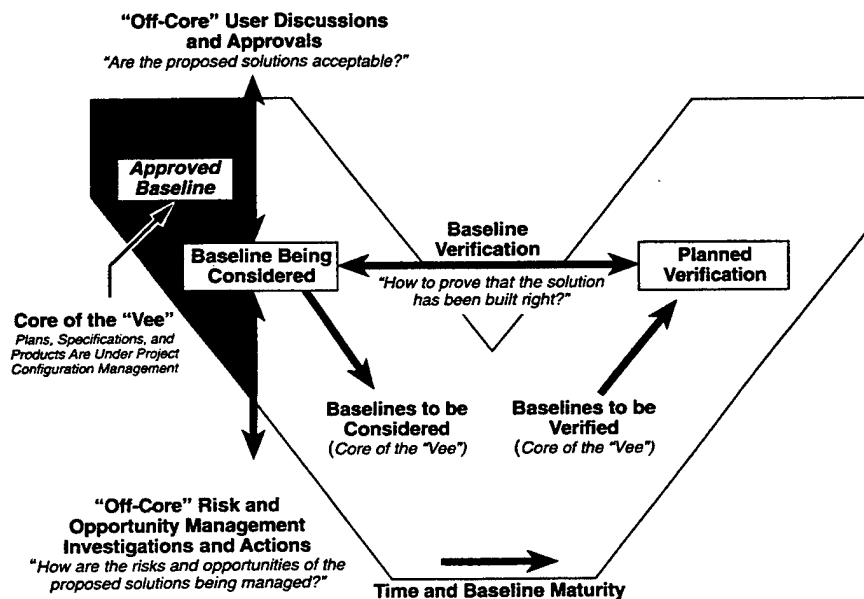 “Off-Core” User Discussions
and Approvals
“Are the proposed solutions acceptable?”
Approved
Baseline
Baseline Being
Considered
Baseline
Verification
“How to prove that the solution
has been built right?”
Planned
Verification
Core of the “Vee”
Plans, Specifications, and
Products Are Under Project
Configuration Management
Baselines to be
Considered
(Core of the “Vee”)
Baselines to be
Verified
(Core of the “Vee”)
“Off-Core” Risk and
Opportunity Management
Investigations and Actions
“How are the risks and opportunities of the
proposed solutions being managed?”
Time and Baseline Maturity